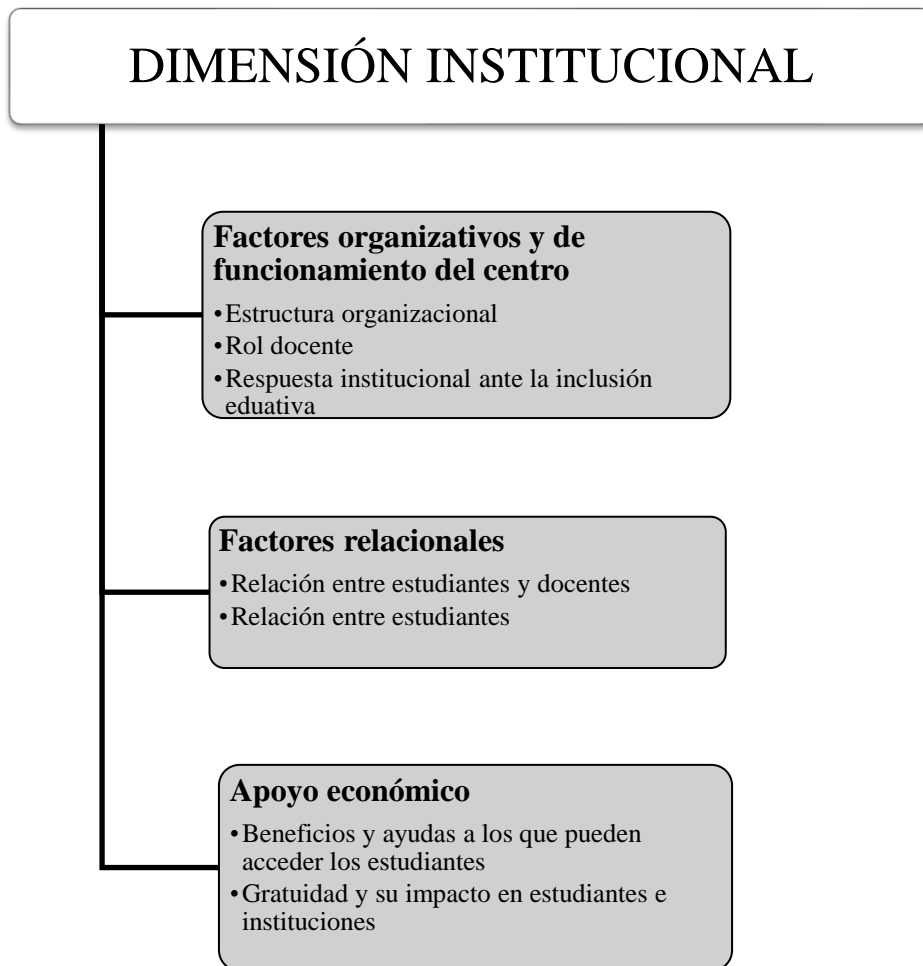 DIMENSIÓN INSTITUCIONAL
Factores organizativos y de
funcionamiento del centro
•Estructura organizacional
•Rol docente
•Respuesta institucional ante la inclusión
eduativa
Factores relacionales
•Relación entre estudiantes y docentes
•Relación entre estudiantes
Apoyo económico
•Beneficios y ayudas a los que pueden
acceder los estudiantes
•Gratuidad y su impacto en estudiantes e
instituciones